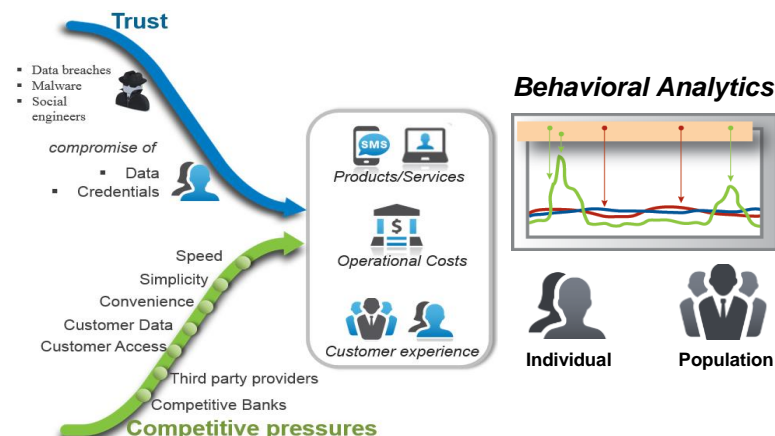 Trust
Data breaches
Malware
Social
engineers
compromise of
Data
Credentials
Speed
Simplicity
Convenience
Customer Data
Customer Access
Third party providers
Competitive Banks
Competitive pressures
SMS
Products/Services
$
Operational Costs
Customer experience
Behavioral Analytics
Individual
Population